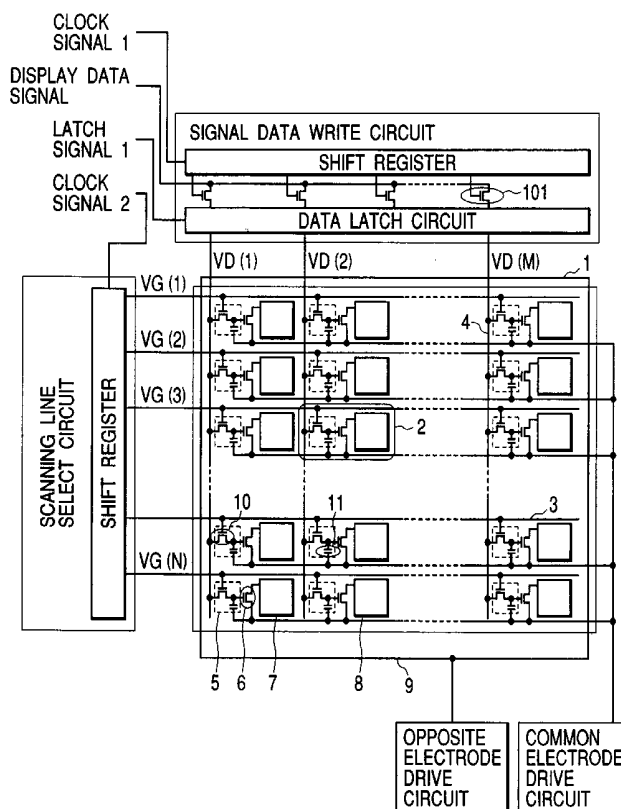 CLOCK
SIGNAL 1
DISPLAY DATA
SIGNAL
LATCH
SIGNAL 1
CLOCK
SIGNAL 2
SIGNAL DATA WRITE CIRCUIT
SHIFT REGISTER
101
DATA LATCH CIRCUIT
VD (1)
VD (2)
VD (M)
1
VG (1)
4
VG (2)
VG (3)
2
SCANNING LINE
SELECT CIRCUIT
SHIFT REGISTER
10
11
3
VG (N)
5
6
7
8
9
OPPOSITE
ELECTRODE
DRIVE
CIRCUIT
COMMON
ELECTRODE
DRIVE
CIRCUIT